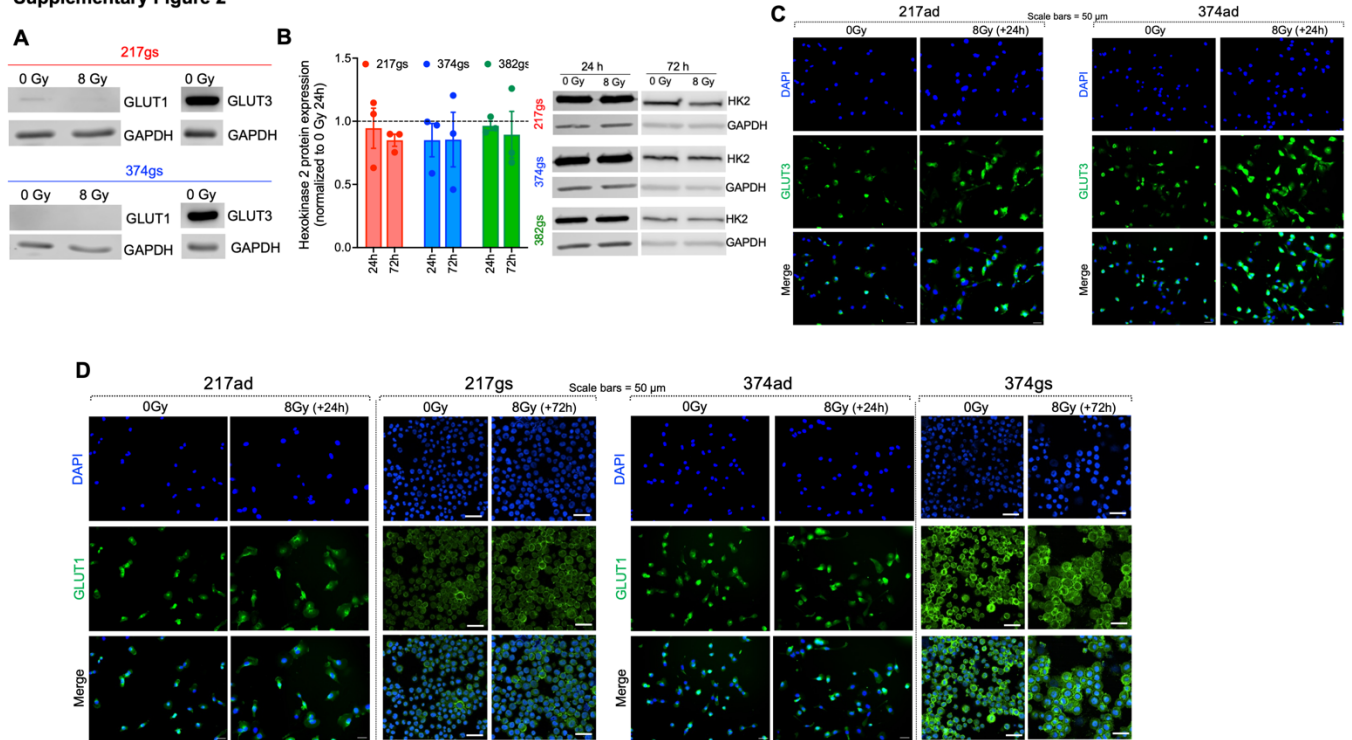 Supplementary Figure 2
A
217gs
0 Gy 8 Gy 0 Gy
GLUT1 GLUT3
GAPDH GAPDH
374gs
0 Gy 8 Gy 0 Gy
GLUT1 GLUT3
GAPDH GAPDH
B
Hexokinase 2 protein expression
(normalized to 0 Gy 24h)
1.5
1.0
0.5
0.0
217gs 374gs 382gs
24h 72h 24h 72h 24h 72h
24 h 72 h
0 Gy 8 Gy 0 Gy 8 Gy
217gs
HK2
GAPDH
374gs
HK2
GAPDH
382gs
HK2
GAPDH
C
217ad Scale bars = 50 µm 374ad
0Gy 8Gy (+24h) 0Gy 8Gy (+24h)
DAPI DAPI
GLUT3 GLUT3
Merge Merge
D
217ad 217gs Scale bars = 50 µm 374ad 374gs
0Gy 8Gy (+24h) 0Gy 8Gy (+72h) 0Gy 8Gy (+24h) 0Gy 8Gy (+72h)
DAPI DAPI
GLUT1 GLUT1
Merge Merge